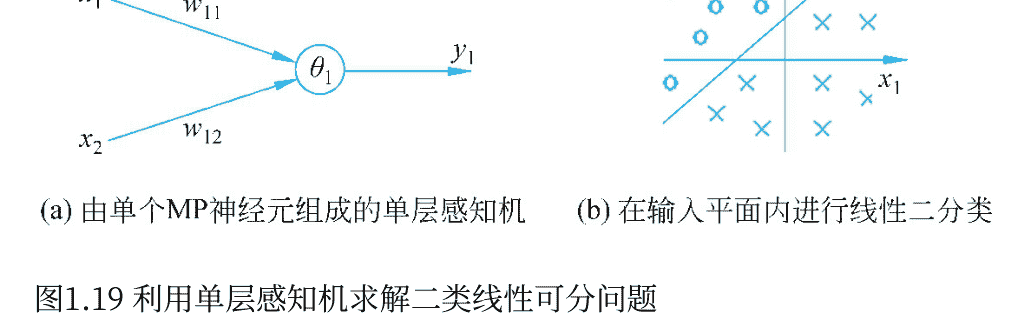 w11
y1
θ1
x1
x2
w12
(a) 由单个MP神经元组成的单层感知机
(b) 在输入平面内进行线性二分类
图1.19 利用单层感知机求解二类线性可分问题